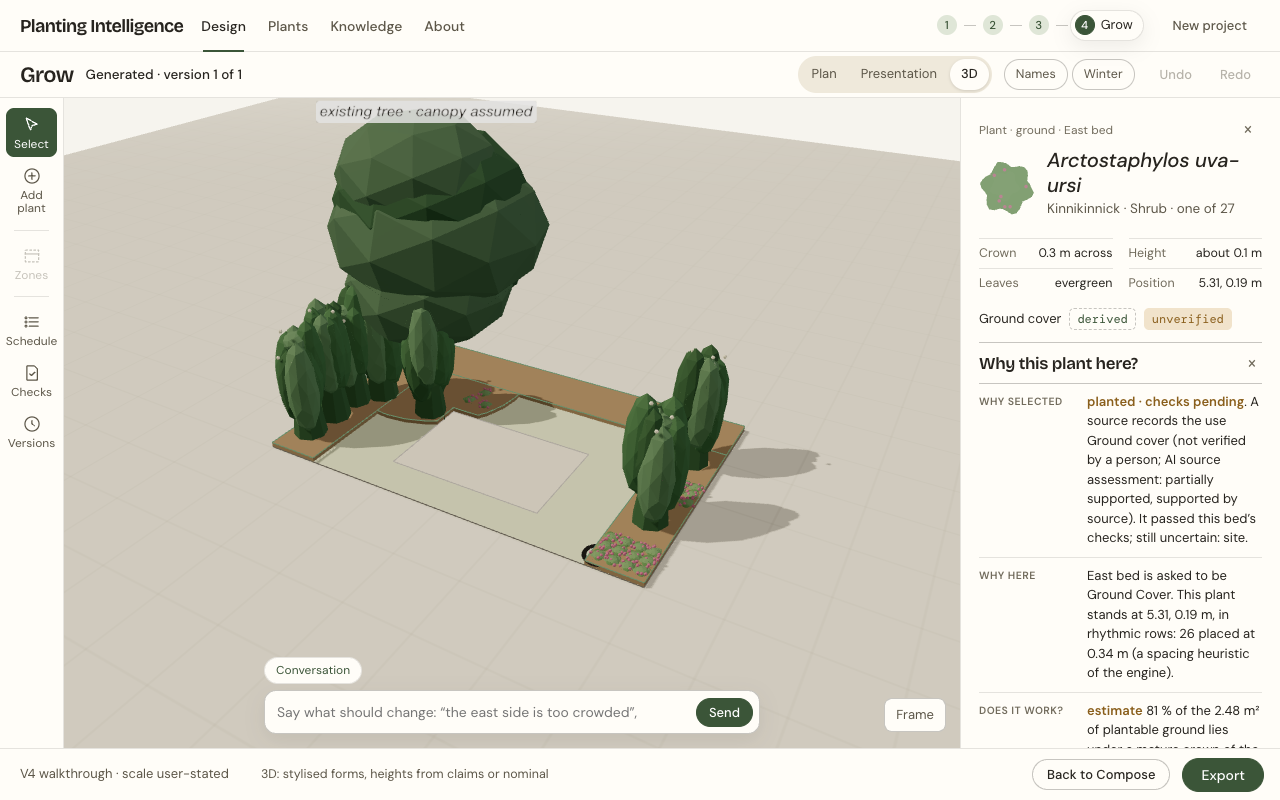 Planting Intelligence Design Plants Knowledge About 1 2 3 4 Grow New project
Grow Generated · version 1 of 1 Plan Presentation 3D Names Winter Undo Redo
Select
Add
plant
Zones
Schedule
Checks
Versions
existing tree · canopy assumed
Conversation
Say what should change: “the east side is too crowded”, Send
Frame
Plant · ground · East bed ×
Arctostaphylos uva-
ursi
Kinnikinnick · Shrub · one of 27
Crown 0.3 m across Height about 0.1 m
Leaves evergreen Position 5.31, 0.19 m
Ground cover derived unverified
Why this plant here? ×
WHY SELECTED planted · checks pending. A
source records the use
Ground cover (not verified
by a person; AI source
assessment: partially
supported, supported by
source). It passed this bed’s
checks; still uncertain: site.
WHY HERE East bed is asked to be
Ground Cover. This plant
stands at 5.31, 0.19 m, in
rhythmic rows: 26 placed at
0.34 m (a spacing heuristic
of the engine).
DOES IT WORK? estimate 81 % of the 2.48 m²
of plantable ground lies
under a mature crown of the
V4 walkthrough · scale user-stated 3D: stylised forms, heights from claims or nominal Back to Compose Export